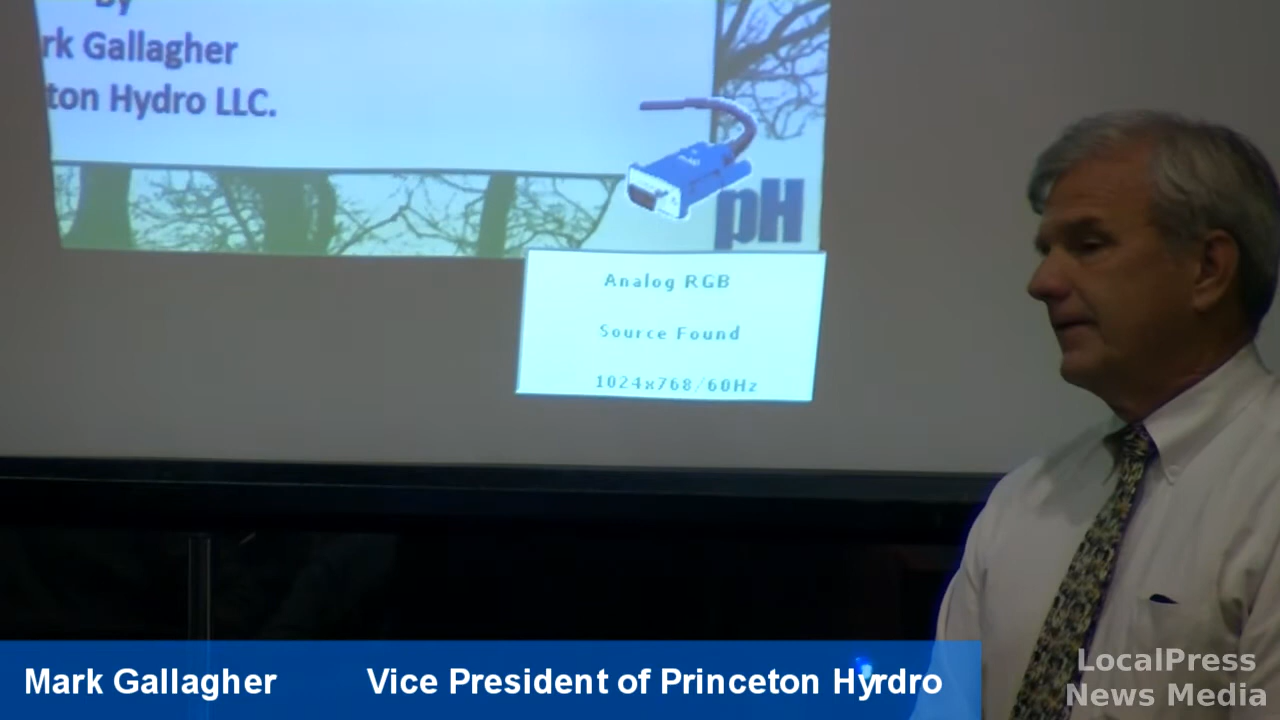 By
rk Gallagher
ton Hydro LLC.
pH
Analog RGB
Source Found
1024x768/60Hz
Mark Gallagher Vice President of Princeton Hyrdro
LocalPress
News Media